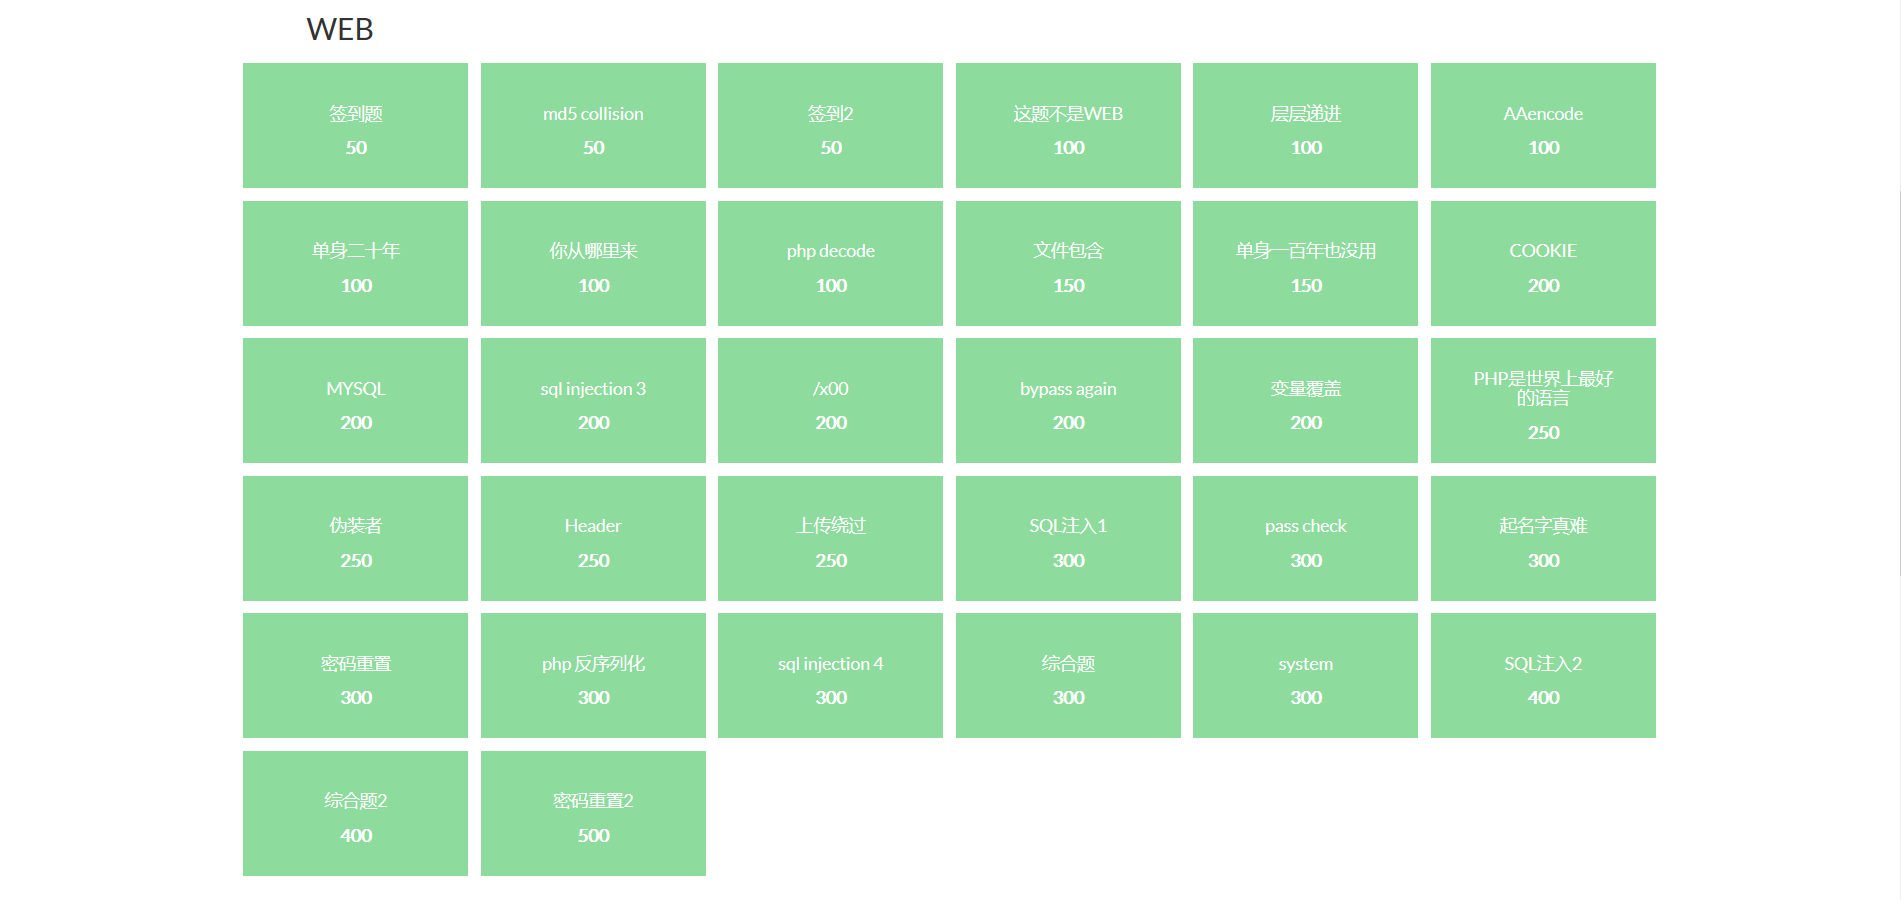 WEB
签到题
50
md5 collision
50
签到2
50
这题不是WEB
100
层层递进
100
AAencode
100
单身二十年
100
你从哪里来
100
php decode
100
文件包含
150
单身一百年也没用
150
COOKIE
200
MYSQL
200
sql injection 3
200
/x00
200
bypass again
200
变量覆盖
200
PHP是世界上最好
的语言
250
伪装者
250
Header
250
上传绕过
250
SQL注入1
300
pass check
300
起名字真难
300
密码重置
300
php 反序列化
300
sql injection 4
300
综合题
300
system
300
SQL注入2
400
综合题2
400
密码重置2
500